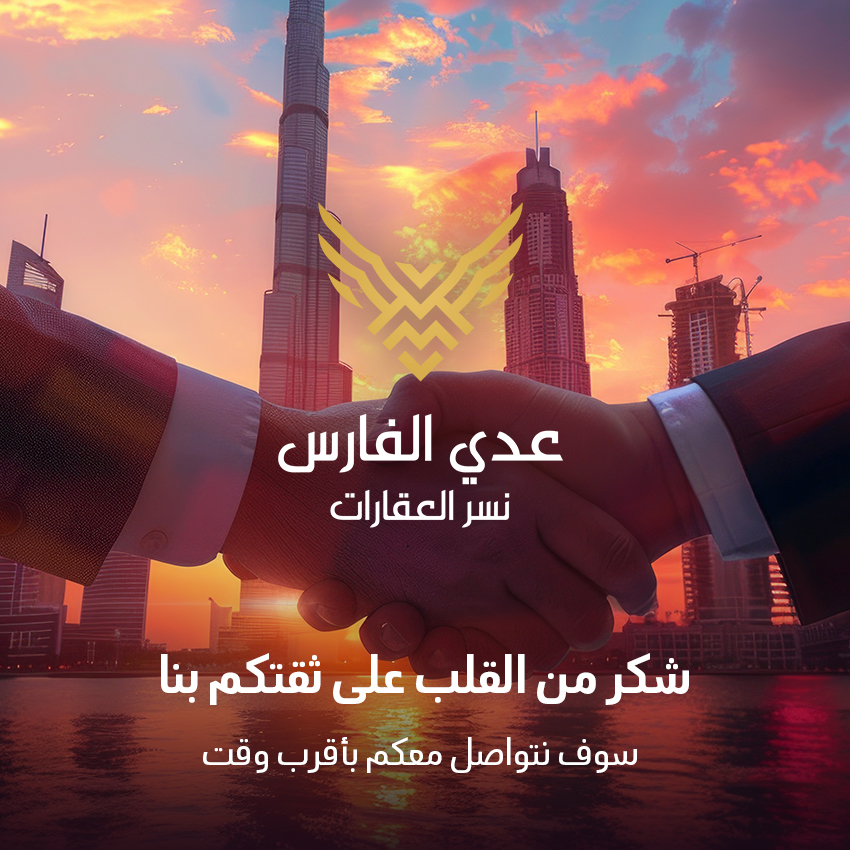 عدي الفارس
نسر العقارات
شكر من القلب على ثقتكم بنا
سوف نتواصل معكم بأقرب وقت